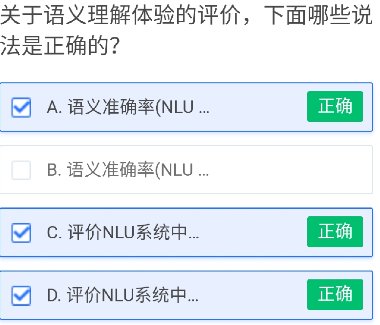 关于语义理解体验的评价，下面哪些说
法是正确的？
A. 语义准确率(NLU ... 正确
B. 语义准确率(NLU ...
C. 评价NLU系统中... 正确
D. 评价NLU系统中... 正确